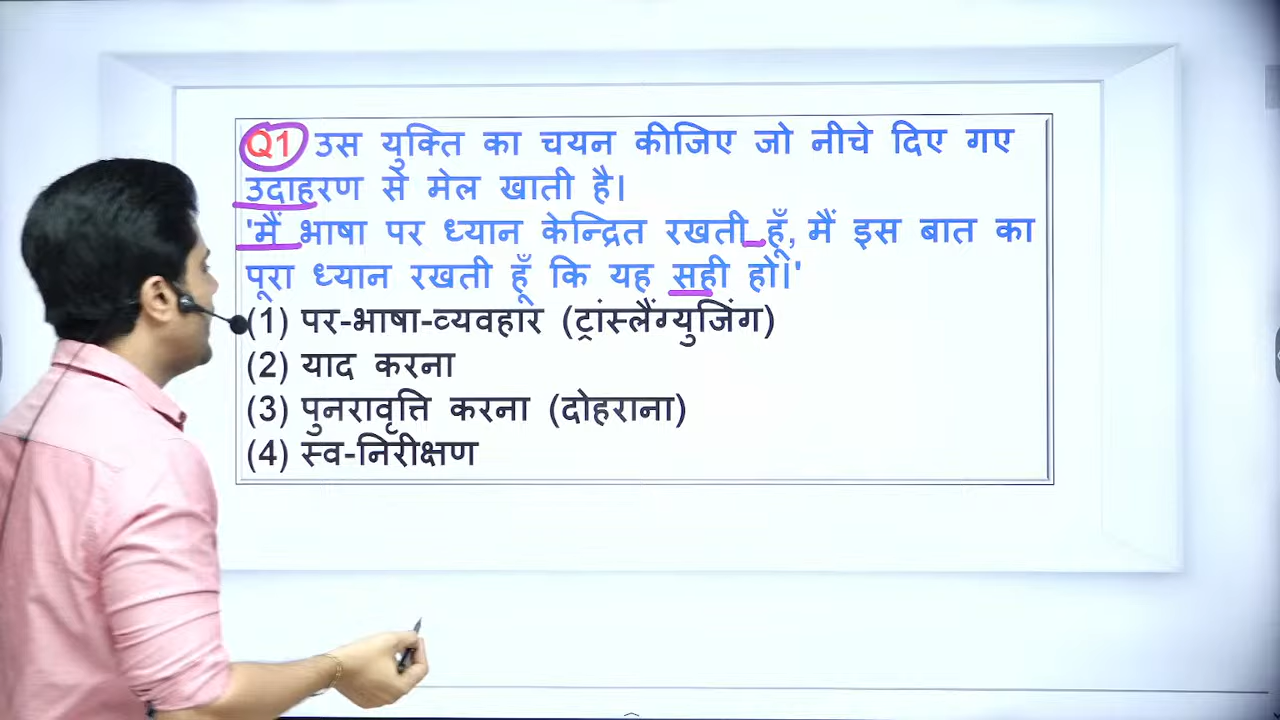 Q1 उस युक्ति का चयन कीजिए जो नीचे दिए गए
उदाहरण से मेल खाती है।
'मैं भाषा पर ध्यान केन्द्रित रखती हूँ, मैं इस बात का
पूरा ध्यान रखती हूँ कि यह सही हो।'
(1) पर-भाषा-व्यवहार (ट्रांस्लैंग्युजिंग)
(2) याद करना
(3) पुनरावृत्ति करना (दोहराना)
(4) स्व-निरीक्षण